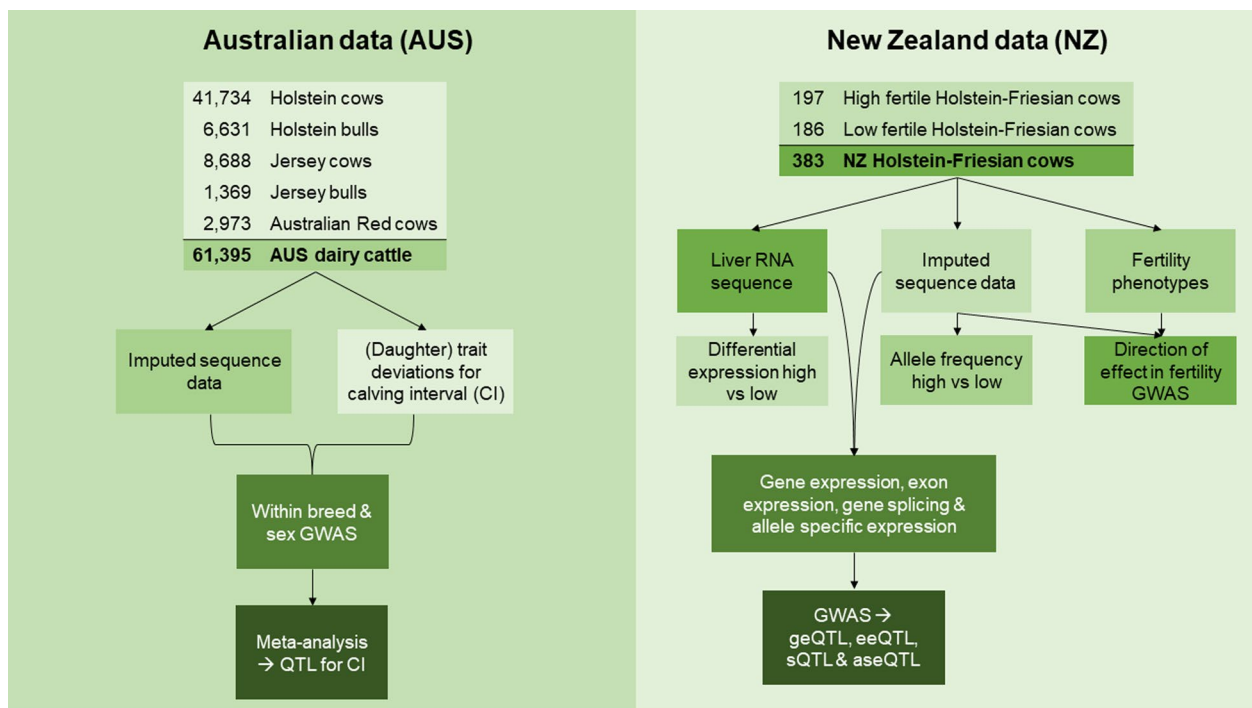 Australian data (AUS)
41,734 Holstein cows
6,631 Holstein bulls
8,688 Jersey cows
1,369 Jersey bulls
2,973 Australian Red cows
61,395 AUS dairy cattle
Imputed sequence
data
(Daughter) trait
deviations for
calving interval (CI)
Within breed &
sex GWAS
Meta-analysis
→ QTL for CI
New Zealand data (NZ)
197 High fertile Holstein-Friesian cows
186 Low fertile Holstein-Friesian cows
383 NZ Holstein-Friesian cows
Liver RNA
sequence
Imputed
sequence data
Fertility
phenotypes
Differential
expression high
vs low
Allele frequency
high vs low
Direction of
effect in fertility
GWAS
Gene expression, exon
expression, gene splicing &
allele specific expression
GWAS →
geQTL, eeQTL,
sQTL & aseQTL